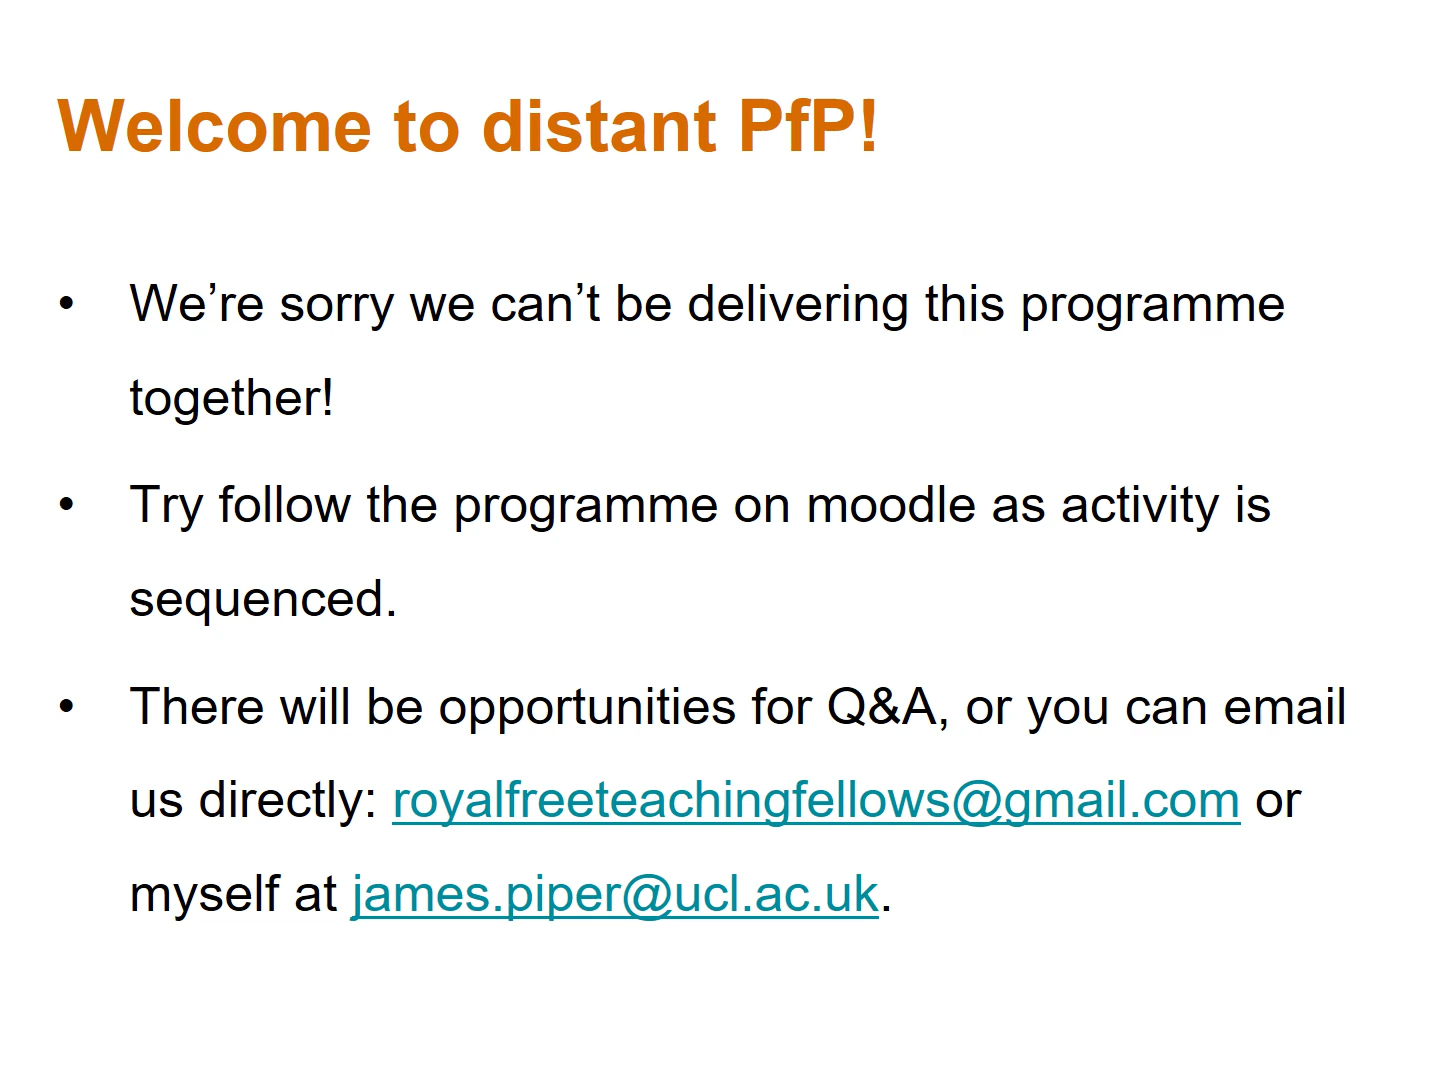 Welcome to distant PfP!
• We’re sorry we can’t be delivering this programme
together!
• Try follow the programme on moodle as activity is
sequenced.
• There will be opportunities for Q&A, or you can email
us directly: royalfreeteachingfellows@gmail.com or
myself at james.piper@ucl.ac.uk.